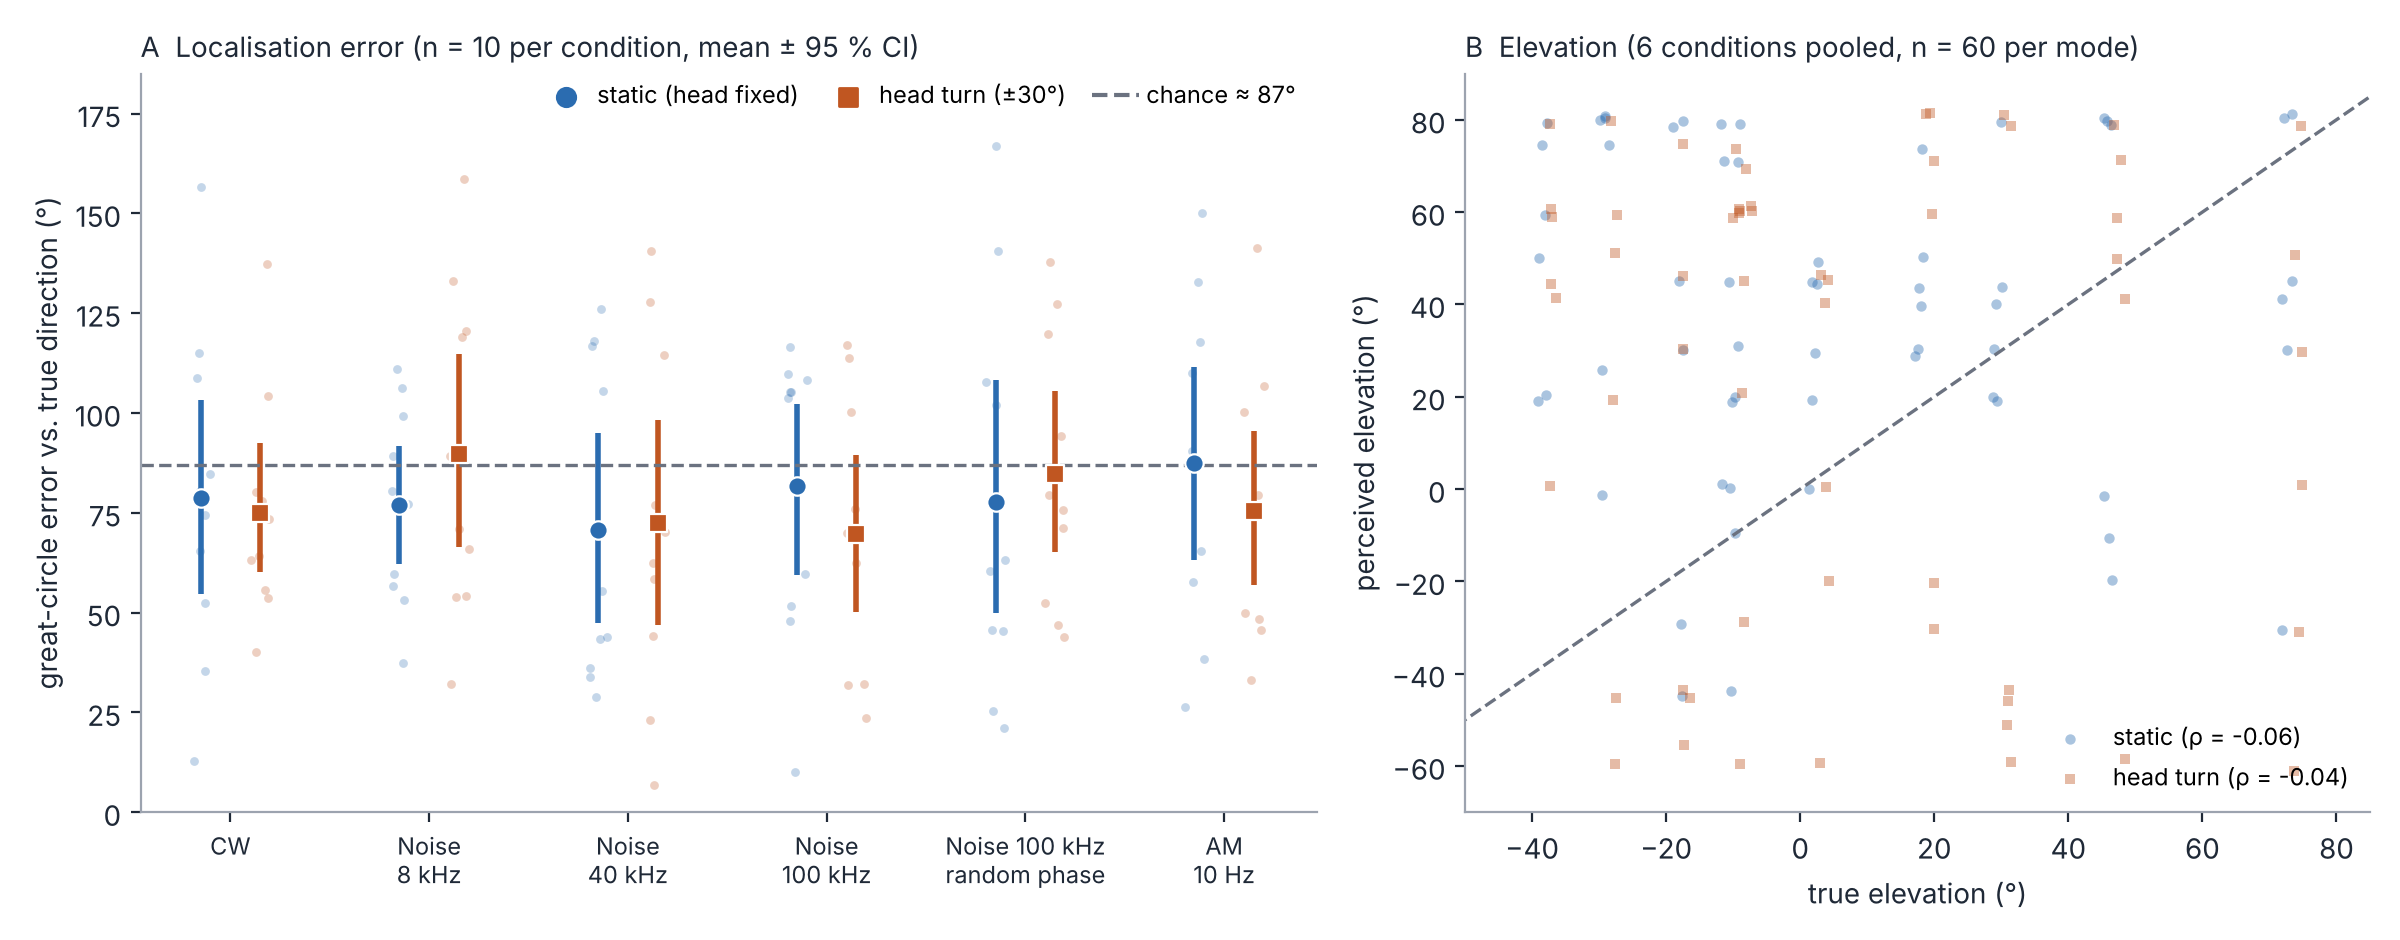 A Localisation error (n = 10 per condition, mean ± 95 % CI)
static (head fixed)
head turn (±30°)
chance ≈ 87°
great-circle error vs. true direction (°)
175
150
125
100
75
50
25
0
CW
Noise
8 kHz
Noise
40 kHz
Noise
100 kHz
Noise 100 kHz
random phase
AM
10 Hz
B Elevation (6 conditions pooled, n = 60 per mode)
perceived elevation (°)
80
60
40
20
0
−20
−40
−60
static (ρ = -0.06)
head turn (ρ = -0.04)
−40
−20
0
20
40
60
80
true elevation (°)